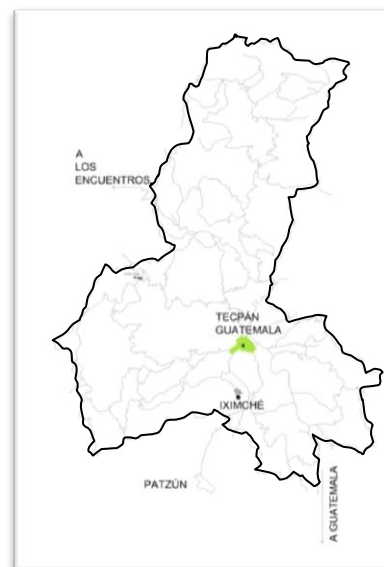 A
LOS
ENCUENTROS
TECPÁN
GUATEMALA
IXIMCHÉ
PATZÚN
A GUATEMALA